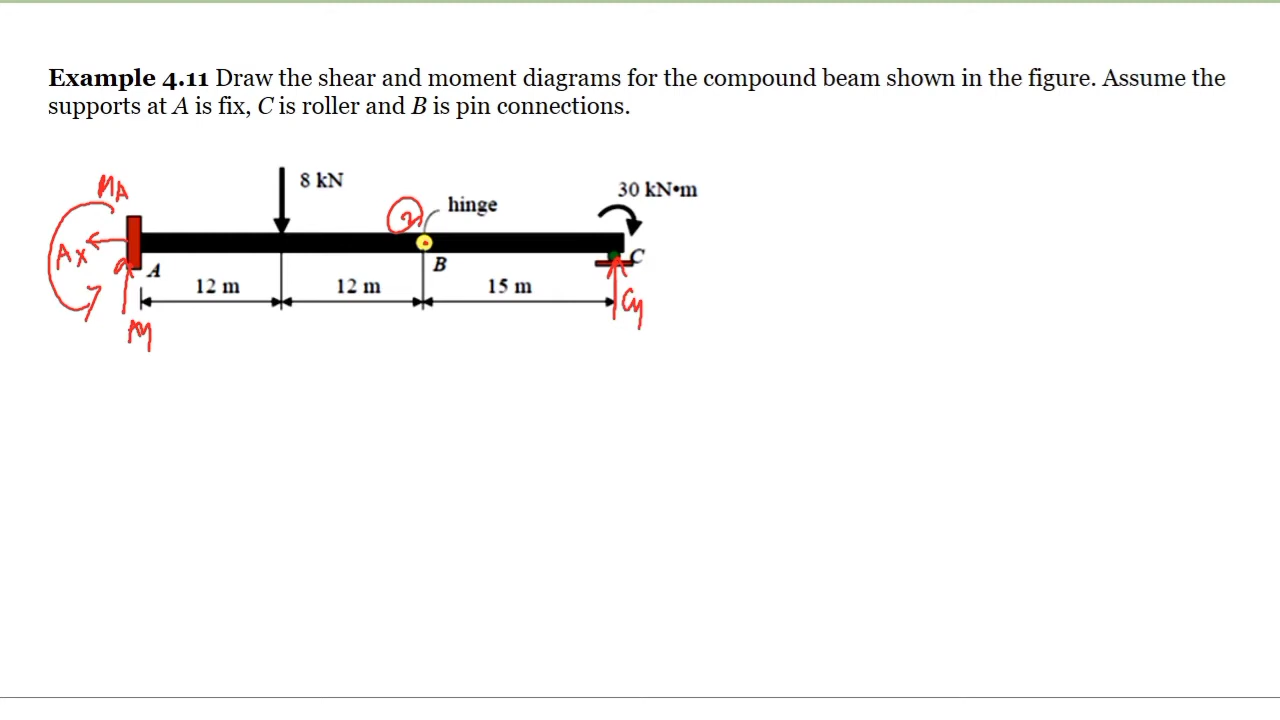 Example 4.11 Draw the shear and moment diagrams for the compound beam shown in the figure. Assume the
supports at A is fix, C is roller and B is pin connections.
8 kN
30 kN•m
MA
hinge
Ax
A
B
C
12 m
12 m
15 m
Ay
Cy